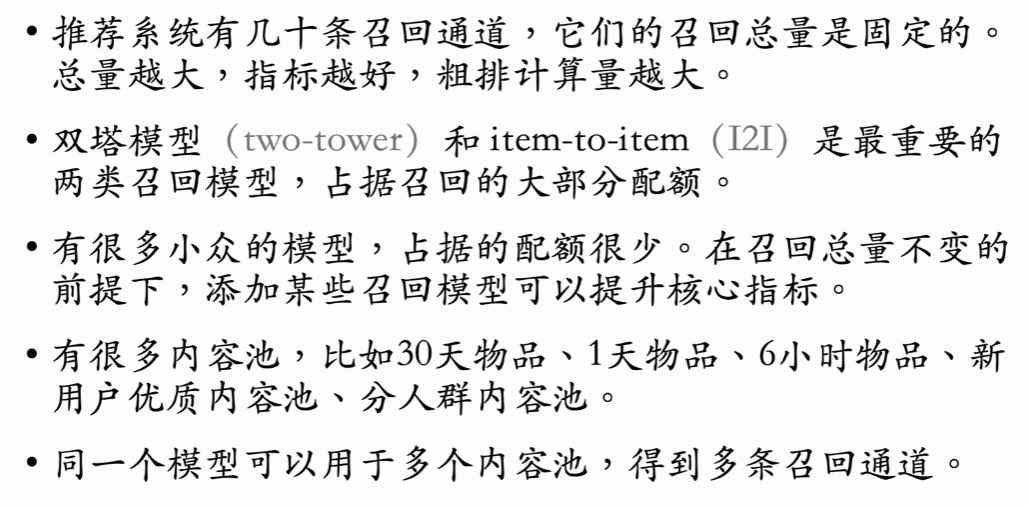 • 推荐系统有几十条召回通道，它们的召回总量是固定的。
总量越大，指标越好，粗排计算量越大。
• 双塔模型（two-tower）和 item-to-item（I2I）是最重要的
两类召回模型，占据召回的大部分配额。
• 有很多小众的模型，占据的配额很少。在召回总量不变的
前提下，添加某些召回模型可以提升核心指标。
• 有很多内容池，比如30天物品、1天物品、6小时物品、新
用户优质内容池、分人群内容池。
• 同一个模型可以用于多个内容池，得到多条召回通道。